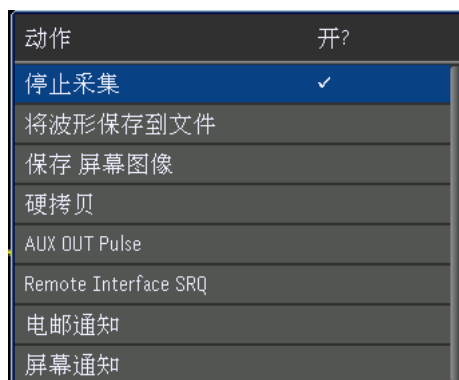 动作 开?
停止采集 ✓
将波形保存到文件
保存 屏幕图像
硬拷贝
AUX OUT Pulse
Remote Interface SRQ
电邮通知
屏幕通知